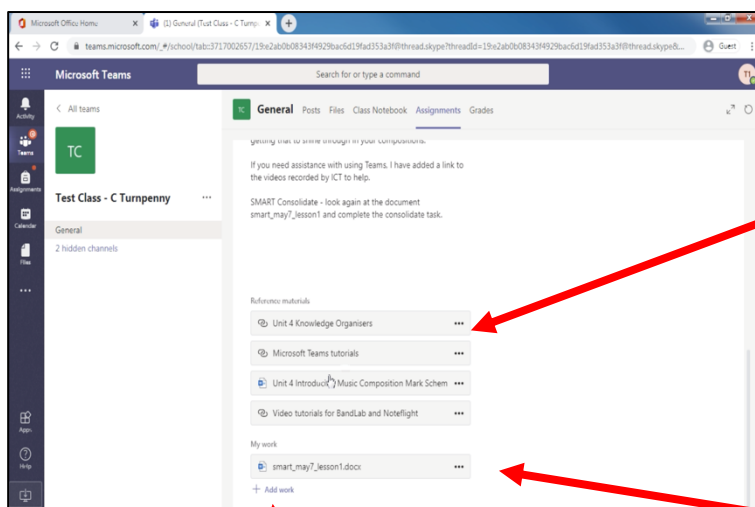 Microsoft Office Home
(1) General (Test Class - C Turnp
teams.microsoft.com/_#/school/tab::3717002657/19:e2ab0b08343f4929bac6d19fad353a3f@thread.skype?threadId=19:e2ab0b08343f4929bac6d19fad353a3f@thread.skype&...
Guest
Microsoft Teams
Search for or type a command
T1
Activity
Teams
Assignments
Calendar
Files
Apps
Help
All teams
TC
Test Class - C Turnpenny
General
2 hidden channels
TC General Posts Files Class Notebook Assignments Grades
getting that to shine through in your compositions.
If you need assistance with using Teams. I have added a link to
the videos recorded by ICT to help.
SMART Consolidate - look again at the document
smart_may7_lesson1 and complete the consolidate task.
Reference materials
Unit 4 Knowledge Organisers
Microsoft Teams tutorials
Unit 4 Introducing Music Composition Mark Schem
Video tutorials for BandLab and Noteflight
My work
smart_may7_lesson1.docx
+ Add work